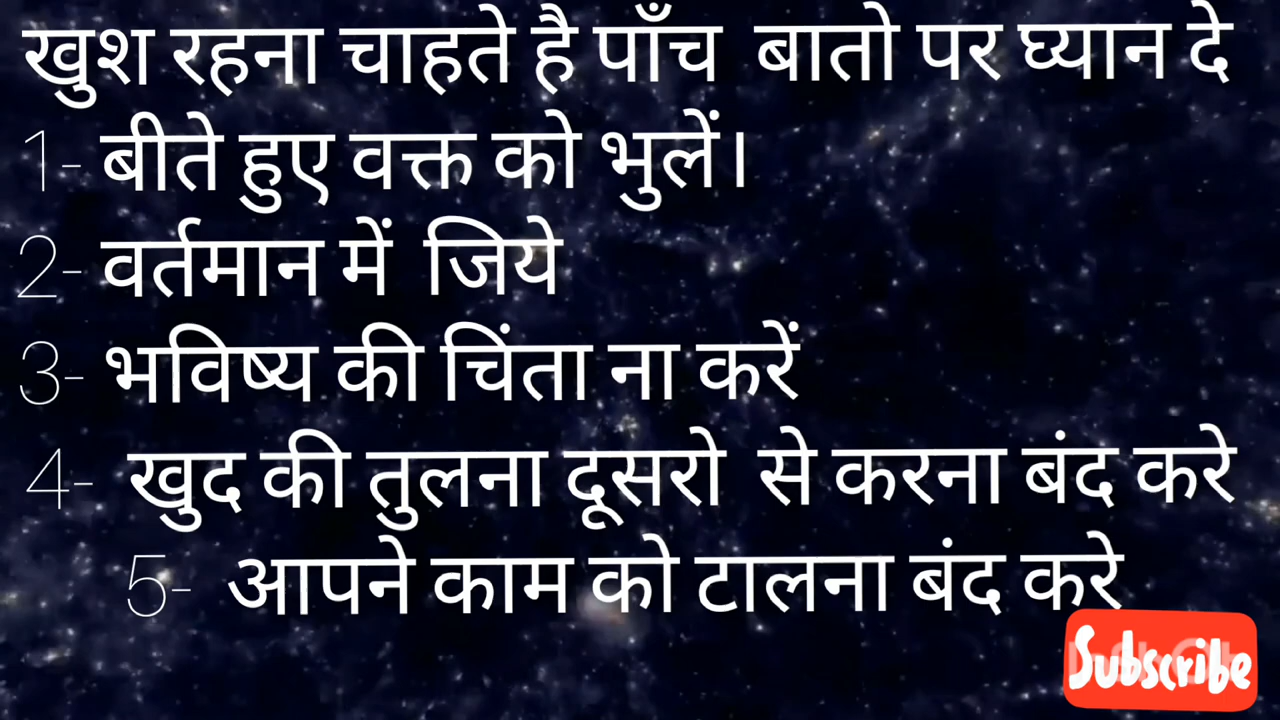 खुश रहना चाहते है पाँच बातो पर घ्यान दे
1- बीते हुए वक्त को भुलें।
2- वर्तमान में जिये
3- भविष्य की चिंता ना करें
4- खुद की तुलना दूसरो से करना बंद करे
5- आपने काम को टालना बंद करे
Subscribe